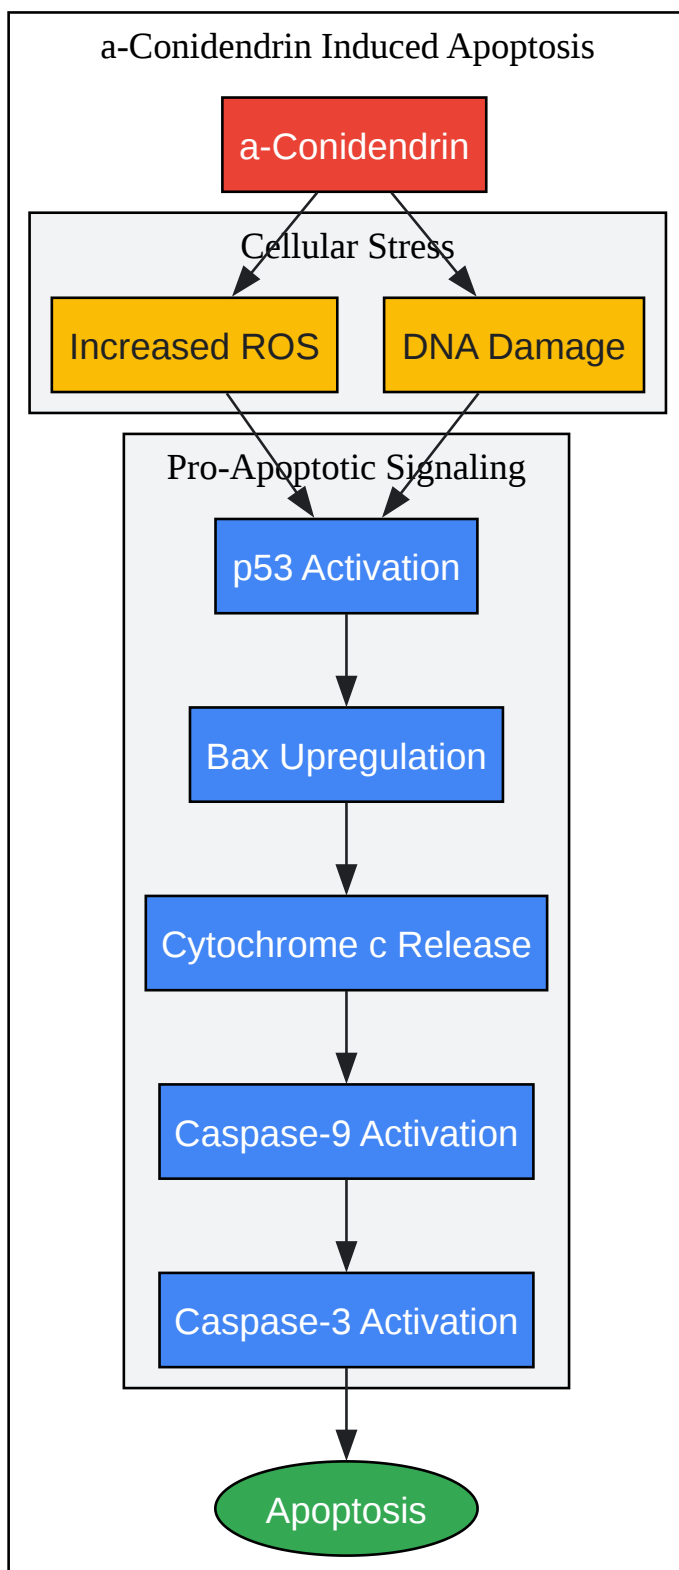 a-Conidendrin Induced Apoptosis
a-Conidendrin
Cellular Stress
Increased ROS
DNA Damage
Pro-Apoptotic Signaling
p53 Activation
Bax Upregulation
Cytochrome c Release
Caspase-9 Activation
Caspase-3 Activation
Apoptosis